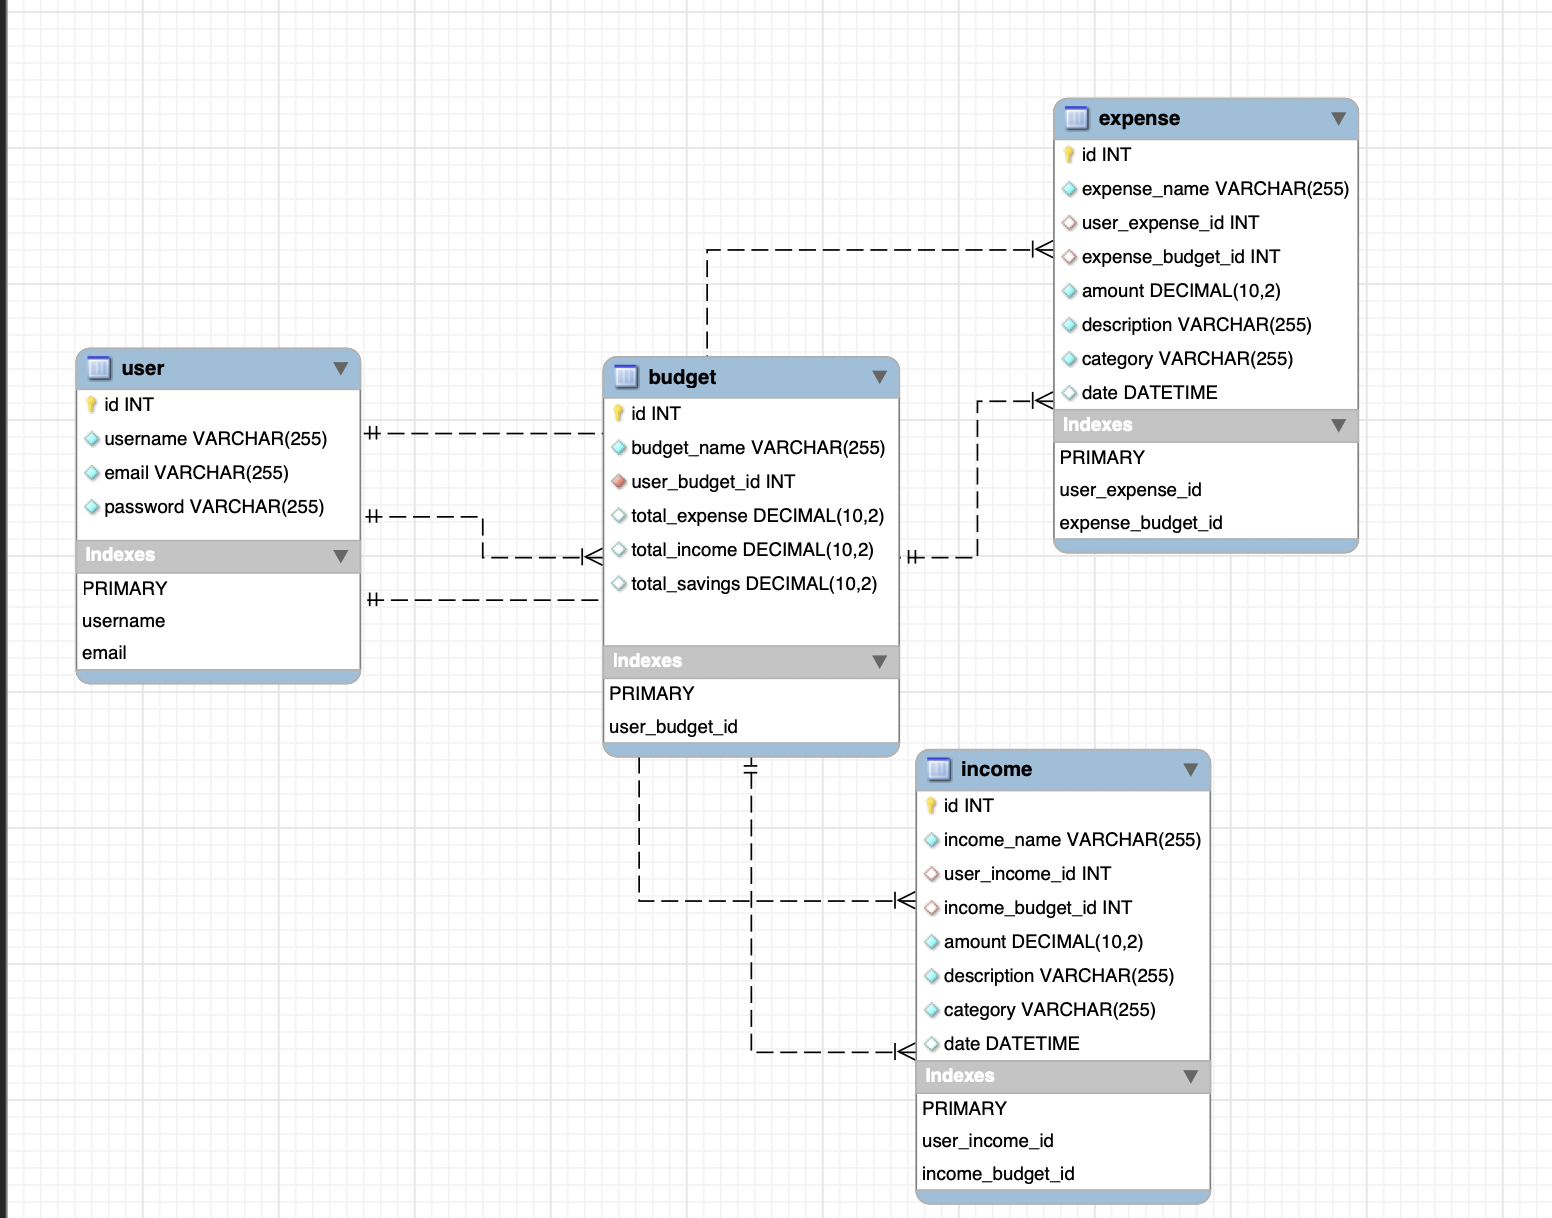 user
id INT
username VARCHAR(255)
email VARCHAR(255)
password VARCHAR(255)
Indexes
PRIMARY
username
email
budget
id INT
budget_name VARCHAR(255)
user_budget_id INT
total_expense DECIMAL(10,2)
total_income DECIMAL(10,2)
total_savings DECIMAL(10,2)
Indexes
PRIMARY
user_budget_id
expense
id INT
expense_name VARCHAR(255)
user_expense_id INT
expense_budget_id INT
amount DECIMAL(10,2)
description VARCHAR(255)
category VARCHAR(255)
date DATETIME
Indexes
PRIMARY
user_expense_id
expense_budget_id
income
id INT
income_name VARCHAR(255)
user_income_id INT
income_budget_id INT
amount DECIMAL(10,2)
description VARCHAR(255)
category VARCHAR(255)
date DATETIME
Indexes
PRIMARY
user_income_id
income_budget_id